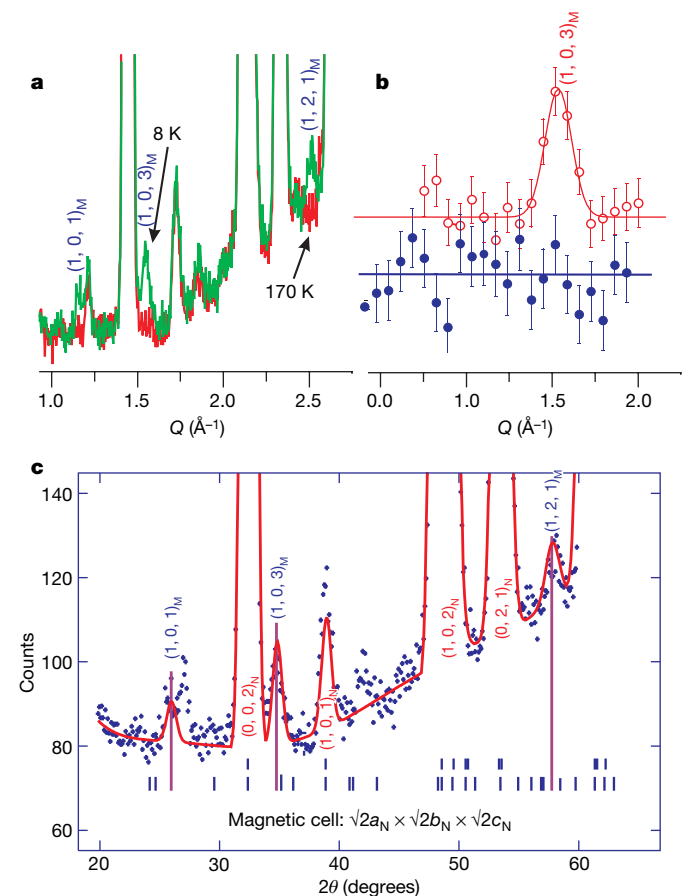 a
(1, 0, 1)M
(1, 0, 3)M
8 K
(1, 2, 1)M
170 K
1.0 1.5 2.0 2.5
Q (Å–1)
b
(1, 0, 3)M
0.0 1.0 1.5 2.0
Q (Å–1)
c
Counts
140
120
100
80
60
(1, 0, 1)M
(0, 0, 2)N
(1, 0, 3)M
(1, 0, 1)N
(1, 0, 2)N
(0, 2, 1)N
(1, 2, 1)M
Magnetic cell: √2aN × √2bN × √2cN
20 30 40 50 60
2θ (degrees)